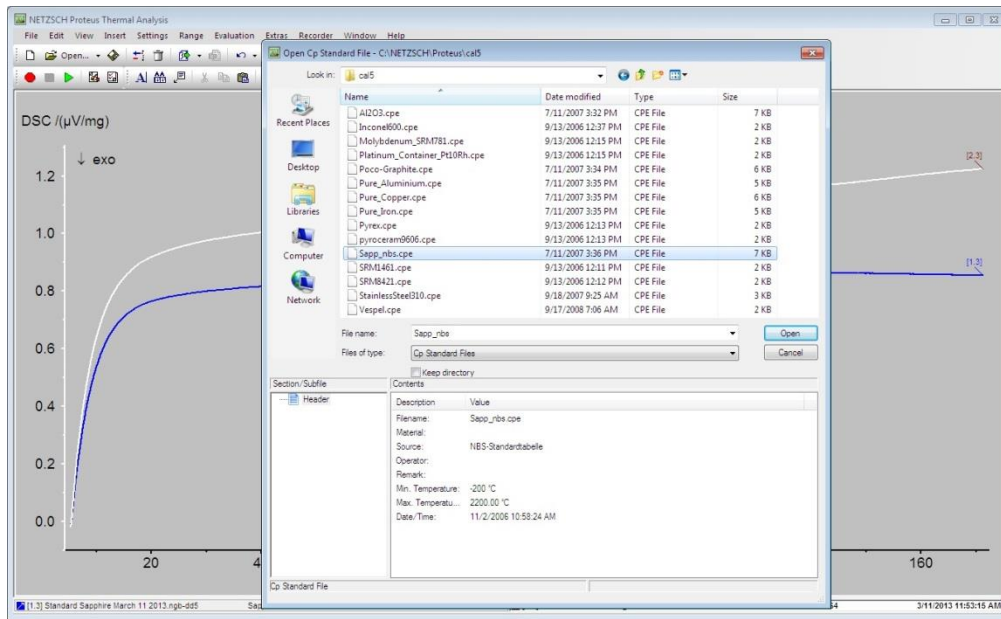 NETZSCH Proteus Thermal Analysis
File Edit View Insert Settings Range Evaluation Extras Recorder Window Help
Open Cp Standard File - C:\NETZSCH\Proteus\cal5
Open...
Look in: cal5
Name Date modified Type Size
Al2O3.cpe 7/11/2007 3:32 PM CPE File 7 KB
Inconel600.cpe 9/13/2006 12:37 PM CPE File 2 KB
Molybdenum_SRM781.cpe 9/13/2006 12:15 PM CPE File 2 KB
Platinum_Container_Pt10Rh.cpe 9/13/2006 12:15 PM CPE File 2 KB
Poco-Graphite.cpe 7/11/2007 3:34 PM CPE File 6 KB
Pure_Aluminium.cpe 7/11/2007 3:35 PM CPE File 5 KB
Pure_Copper.cpe 7/11/2007 3:35 PM CPE File 6 KB
Pure_Iron.cpe 7/11/2007 3:35 PM CPE File 5 KB
Pyrex.cpe 9/13/2006 12:13 PM CPE File 2 KB
pyroceram9606.cpe 9/13/2006 12:13 PM CPE File 2 KB
Sapp_nbs.cpe 7/11/2007 3:36 PM CPE File 7 KB
SRM1461.cpe 9/13/2006 12:11 PM CPE File 2 KB
SRM8421.cpe 9/13/2006 12:12 PM CPE File 2 KB
StainlessSteel310.cpe 9/18/2007 9:25 AM CPE File 3 KB
Vespel.cpe 9/17/2008 7:06 AM CPE File 2 KB
Recent Places
Desktop
Libraries
Computer
Network
File name: Sapp_nbs Open
Files of type: Cp Standard Files Cancel
Keep directory
Section/Subfile Contents
Header
Description Value
Filename: Sapp_nbs.cpe
Material:
Source: NBS-Standardtabelle
Operator:
Remark:
Min. Temperature: -200 °C
Max. Temperatu... 2200.00 °C
Date/Time: 11/2/2006 10:58:24 AM
Cp Standard File
DSC /(µV/mg)
↓ exo
1.2
1.0
0.8
0.6
0.4
0.2
0.0
[2.3]
[1.3]
20 4 160
[1.3] Standard Sapphire March 11 2013.ngb-dd5 Sap 54 3/11/2013 11:53:15 AM